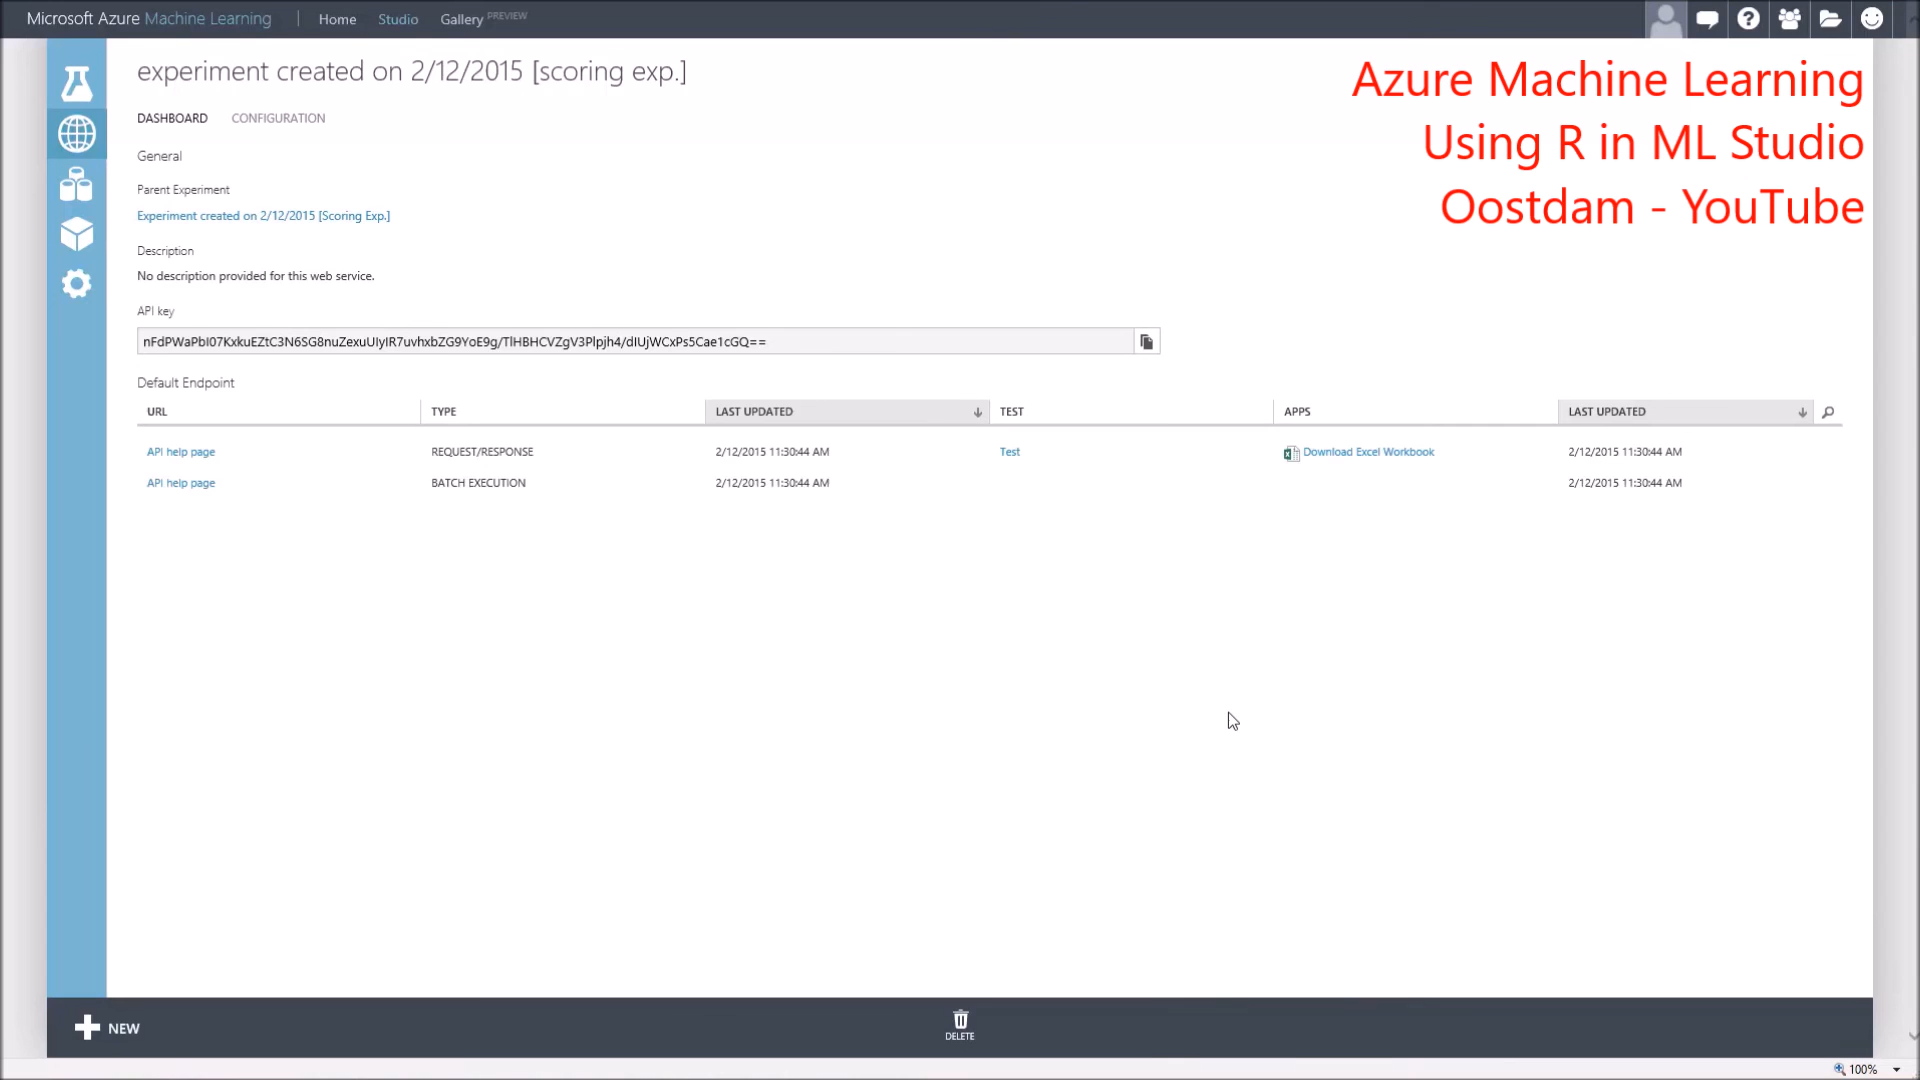 Microsoft Azure Machine Learning | Home Studio Gallery PREVIEW
experiment created on 2/12/2015 [scoring exp.]
Azure Machine Learning
Using R in ML Studio
Oostdam - YouTube
DASHBOARD CONFIGURATION
General
Parent Experiment
Experiment created on 2/12/2015 [Scoring Exp.]
Description
No description provided for this web service.
API key
nFdPWaPbI07KxkuEZtC3N6SG8nuZexuUIyIR7uvhxbZG9YoE9g/TlHBHCVZgV3Plpjh4/dIUjWCxPs5Cae1cGQ==
Default Endpoint
URL TYPE LAST UPDATED TEST APPS LAST UPDATED
API help page REQUEST/RESPONSE 2/12/2015 11:30:44 AM Test Download Excel Workbook 2/12/2015 11:30:44 AM
API help page BATCH EXECUTION 2/12/2015 11:30:44 AM 2/12/2015 11:30:44 AM
NEW
DELETE
100%